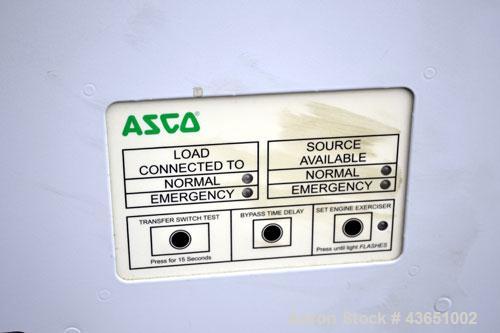 ASCO®
LOAD
CONNECTED TO
NORMAL
EMERGENCY
SOURCE
AVAILABLE
NORMAL
EMERGENCY
TRANSFER SWITCH TEST
Press for 15 Seconds
BYPASS TIME DELAY
SET ENGINE EXERCISER
Press until light FLASHES
Aaron Stock # 43651002